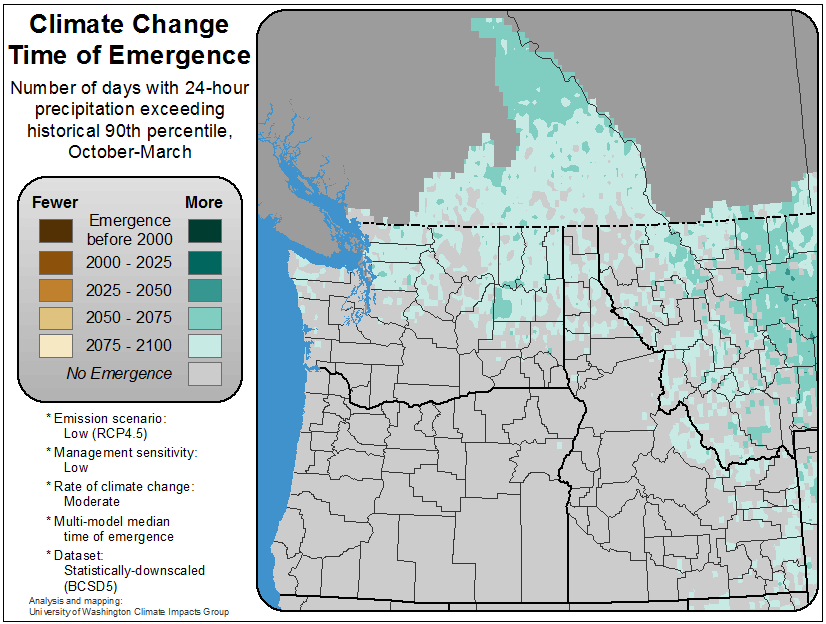 Climate Change
Time of Emergence
Number of days with 24-hour
precipitation exceeding
historical 90th percentile,
October-March
Fewer More
Emergence
before 2000
2000 - 2025
2025 - 2050
2050 - 2075
2075 - 2100
No Emergence
* Emission scenario:
Low (RCP4.5)
* Management sensitivity:
Low
* Rate of climate change:
Moderate
* Multi-model median
time of emergence
* Dataset:
Statistically-downscaled
(BCSD5)
Analysis and mapping:
University of Washington Climate Impacts Group